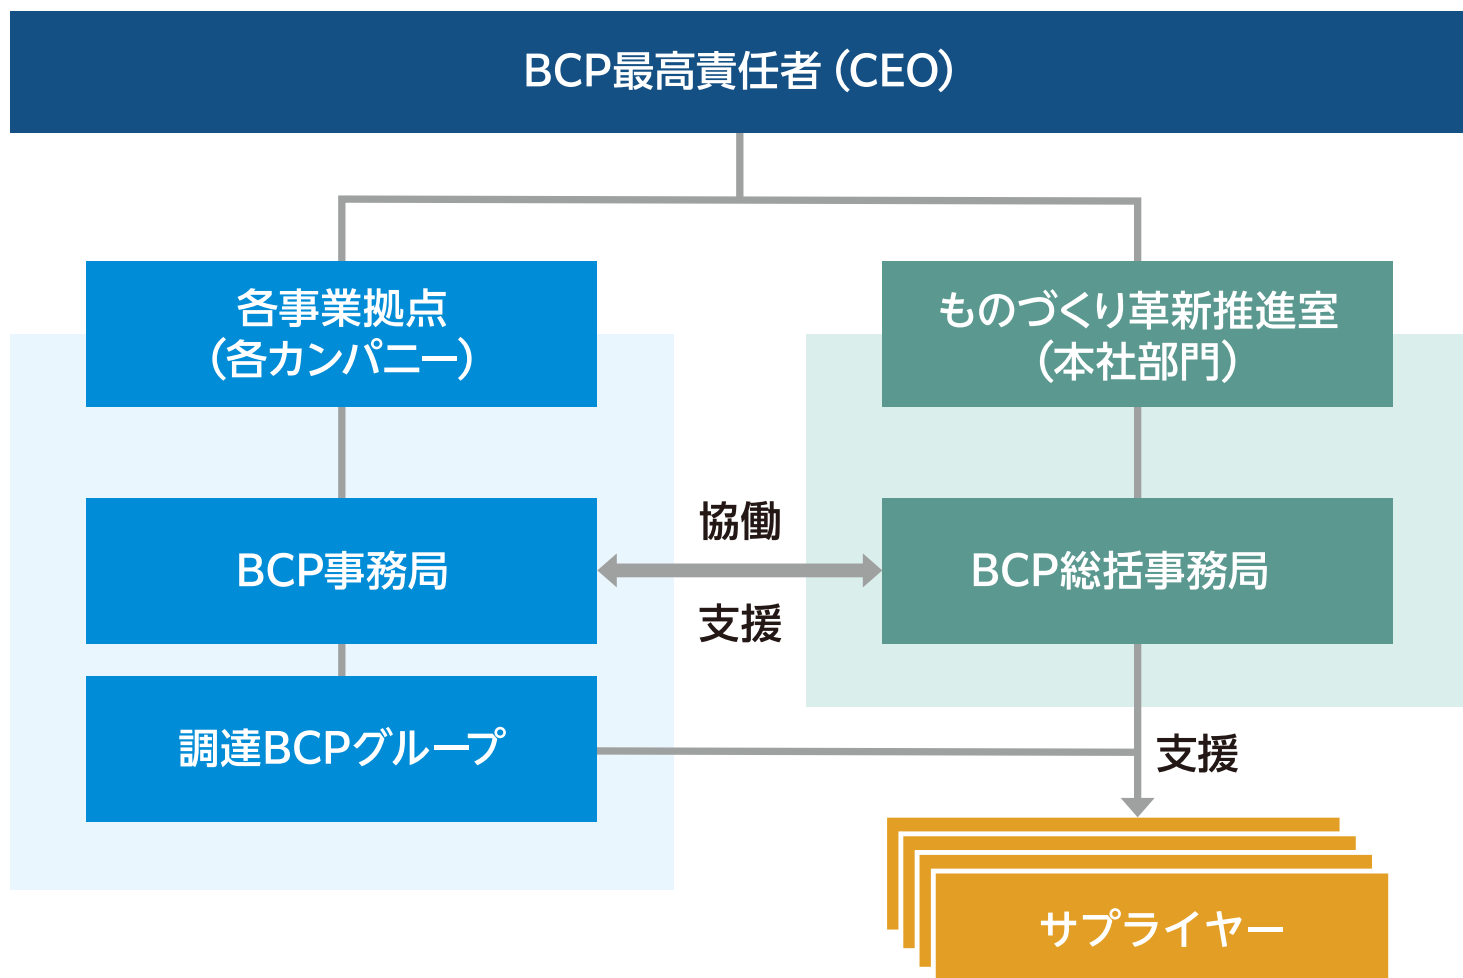 BCP最高責任者（CEO）
各事業拠点
（各カンパニー）
ものづくり革新推進室
（本社部門）
BCP事務局
協働
支援
BCP総括事務局
調達BCPグループ
支援
サプライヤー